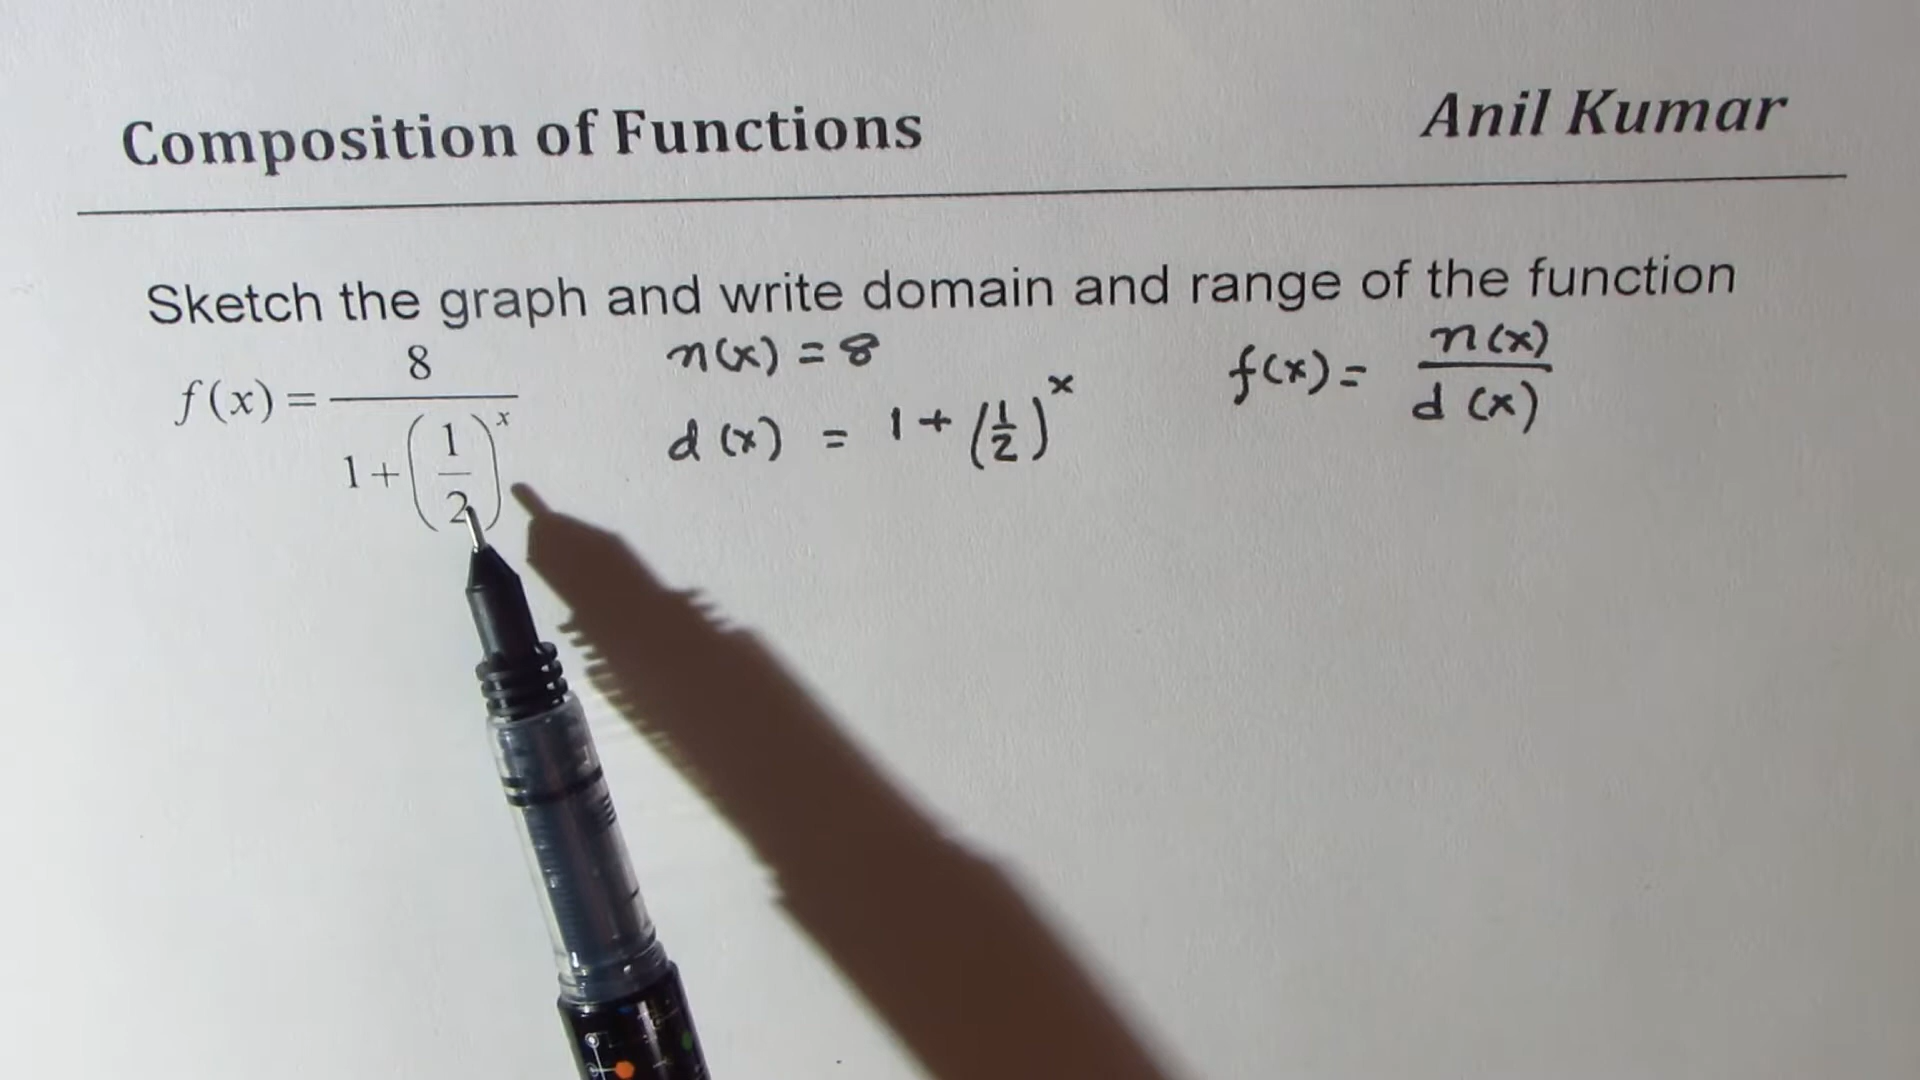 Composition of Functions
Anil Kumar
Sketch the graph and write domain and range of the function
f(x) = 8 / (1 + (1/2)^x)
n(x) = 8
d(x) = 1 + (1/2)^x
f(x) = n(x) / d(x)